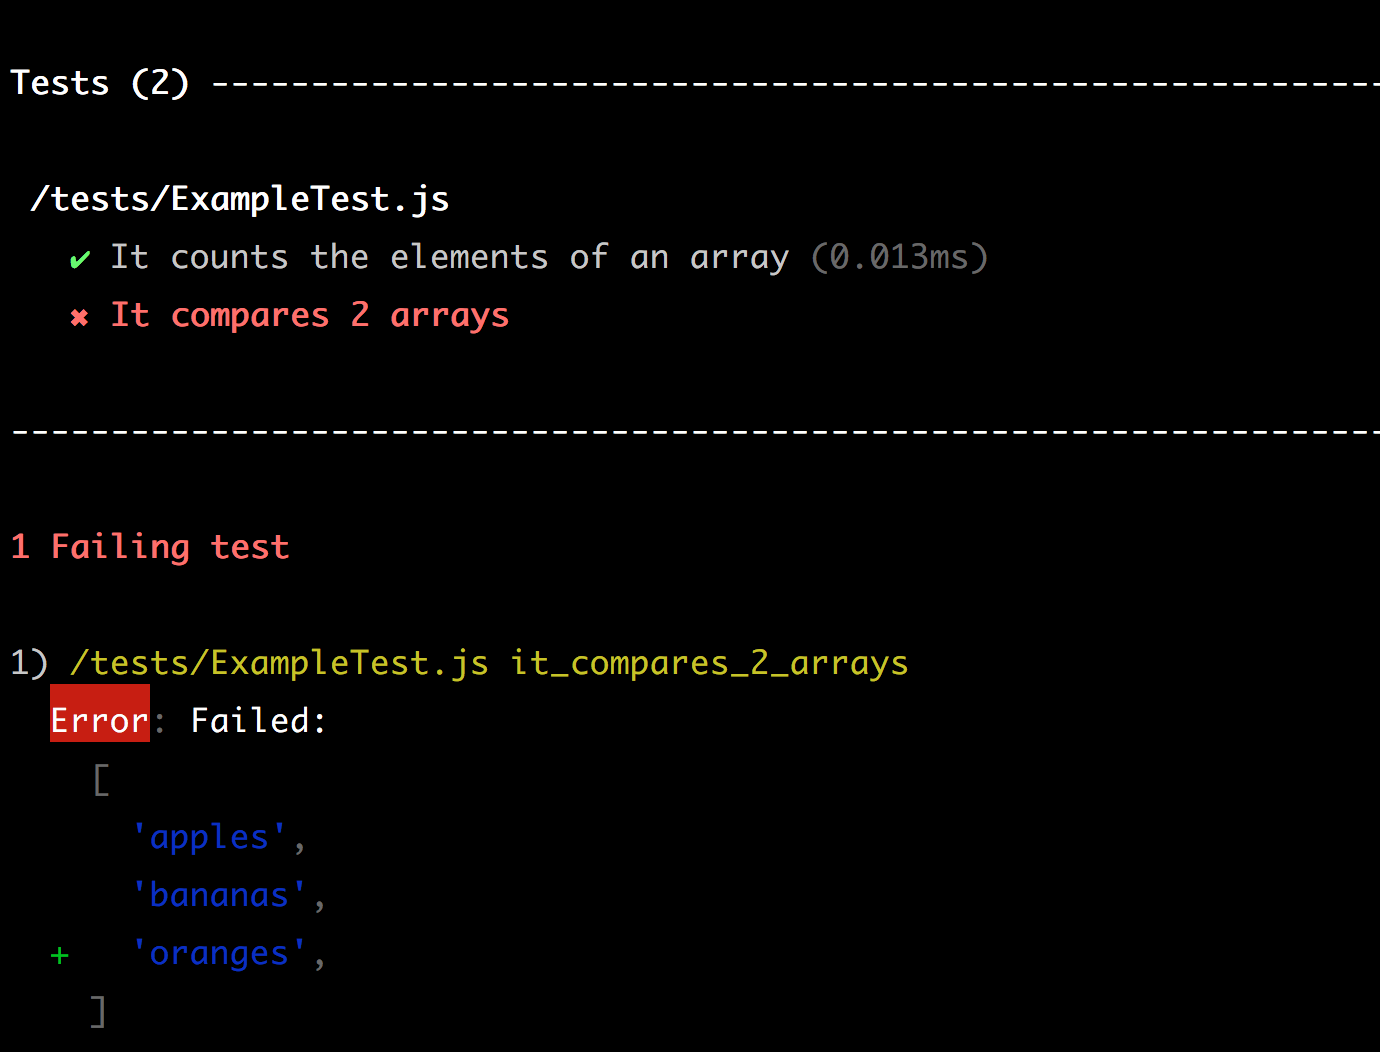 Tests (2) -----------------------------------------------------------
/tests/ExampleTest.js
✔ It counts the elements of an array (0.013ms)
✖ It compares 2 arrays
---------------------------------------------------------------------
1 Failing test
1) /tests/ExampleTest.js it_compares_2_arrays
Error: Failed:
[
'apples',
'bananas',
+ 'oranges',
]